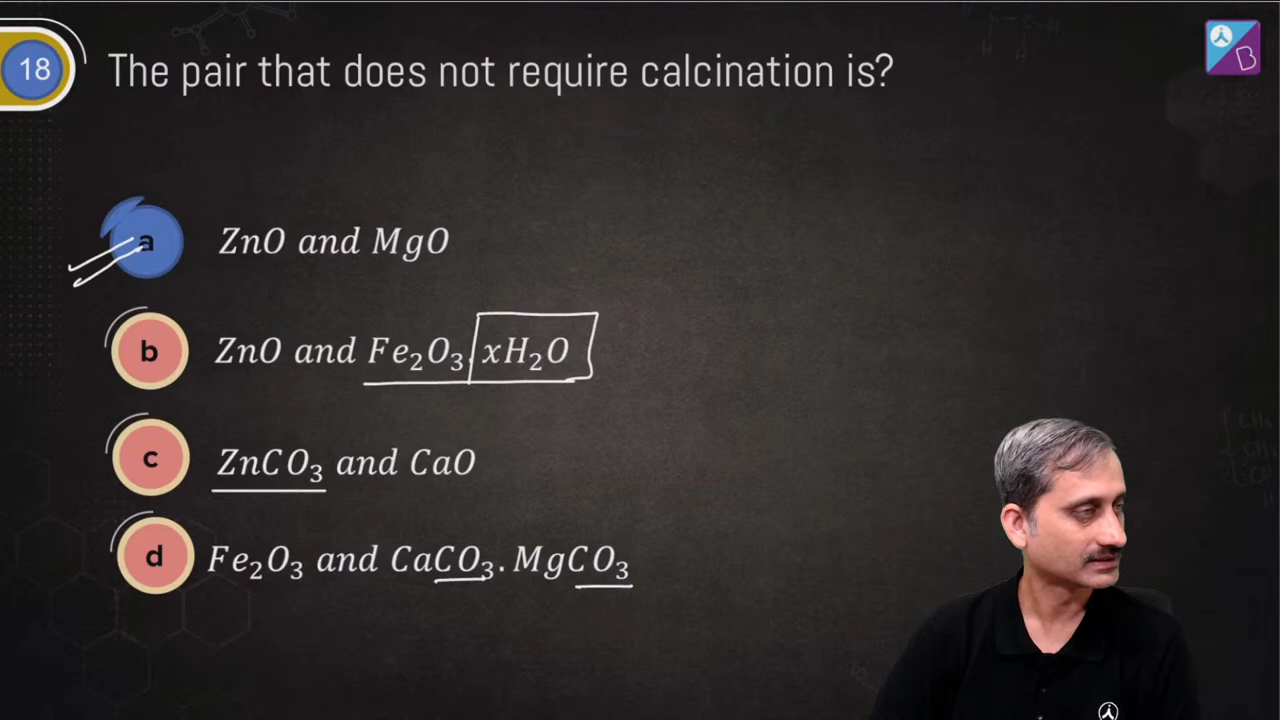 18 The pair that does not require calcination is?
a ZnO and MgO
b ZnO and Fe₂O₃.xH₂O
c ZnCO₃ and CaO
d Fe₂O₃ and CaCO₃.MgCO₃
B